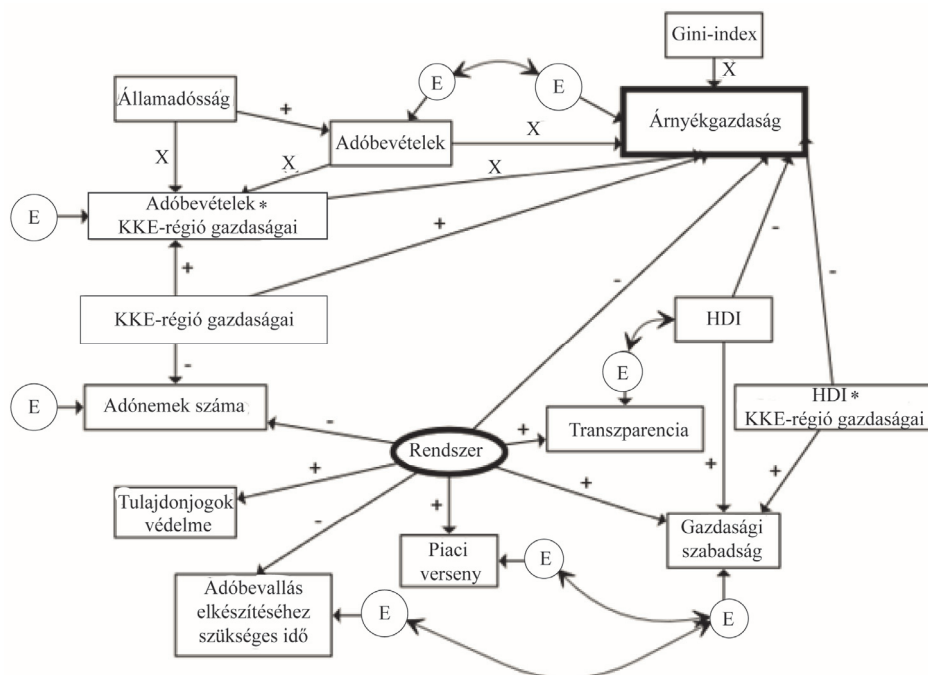 Gini-index
X
E
E
Államadósság
+
Árnyékgazdaság
Adóbevételek
X
X
X
X
E
Adóbevételek*
KKE-régió gazdaságai
+
-
-
-
+
KKE-régió gazdaságai
HDI
-
E
E
Adónemek száma
HDI*
KKE-régió gazdaságai
-
Rendszer
+
Transzparencia
+
+
+
+
-
+
Tulajdonjogok
védelme
Gazdasági
szabadság
Piaci
verseny
E
Adóbevallás
elkészítéséhez
szükséges idő
E
E